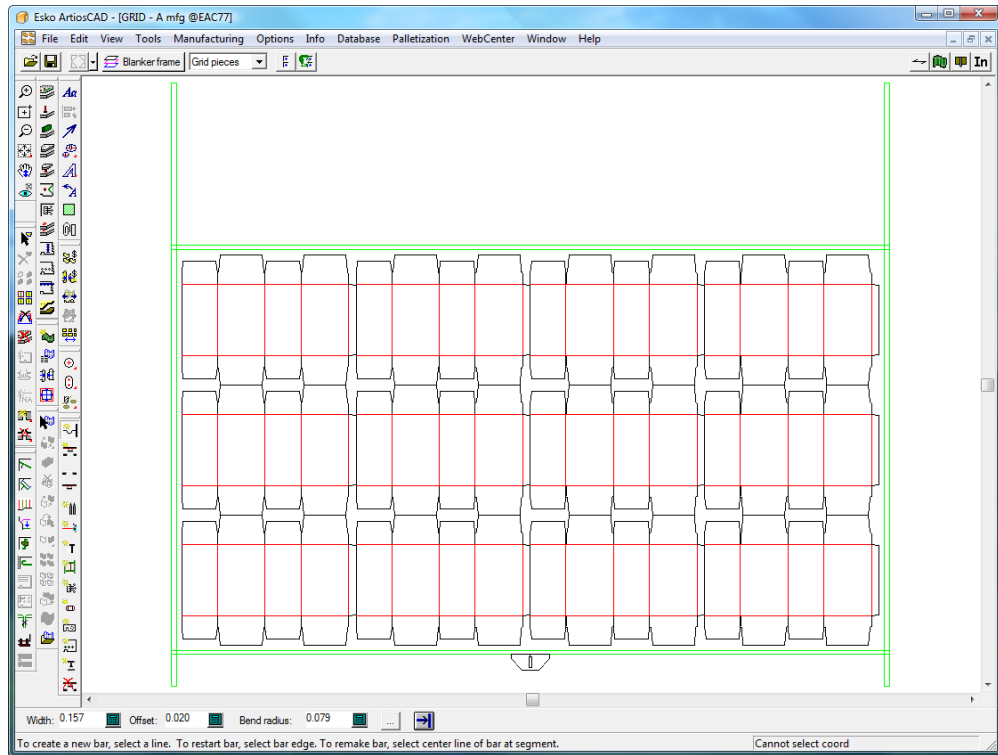 Esko ArtiosCAD - [GRID - A mfg @EAC77]
File Edit View Tools Manufacturing Options Info Database Palletization WebCenter Window Help
Blanker frame Grid pieces In
Width: 0.157 Offset: 0.020 Bend radius: 0.079 ...
To create a new bar, select a line. To restart bar, select bar edge. To remake bar, select center line of bar at segment. Cannot select coord